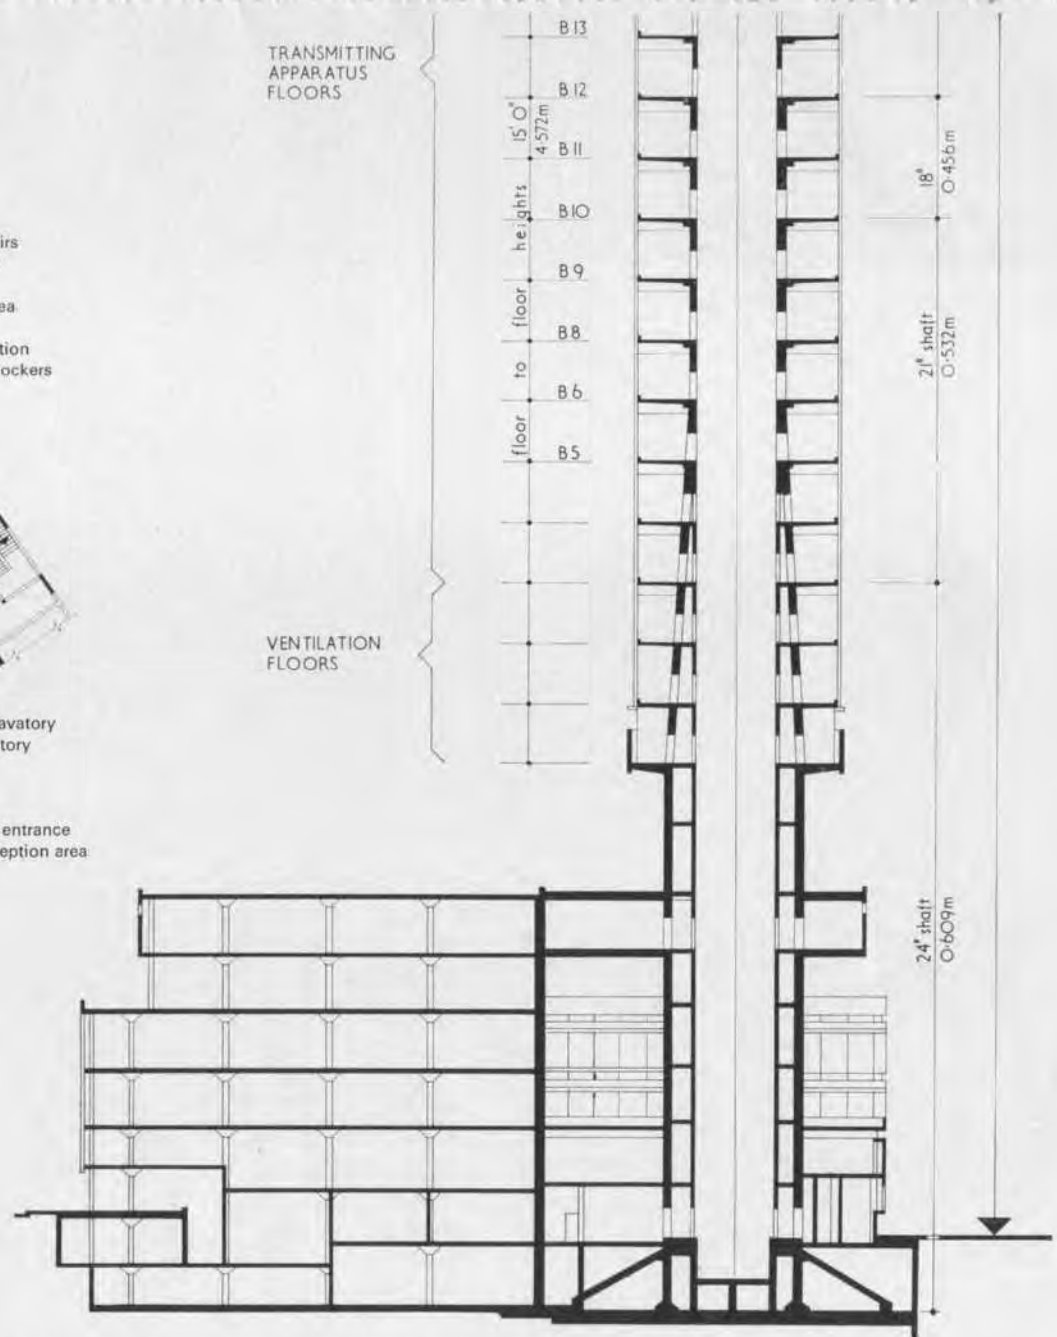 TRANSMITTING
APPARATUS
FLOORS
irs
ea
tion
ockers
avatory
tory
entrance
eption area
VENTILATION
FLOORS
floor to floor heights 15' 0"
4·572m
B13
B12
B11
B10
B9
B8
B6
B5
18"
0·456m
21" shaft
0·532m
24" shaft
0·609m